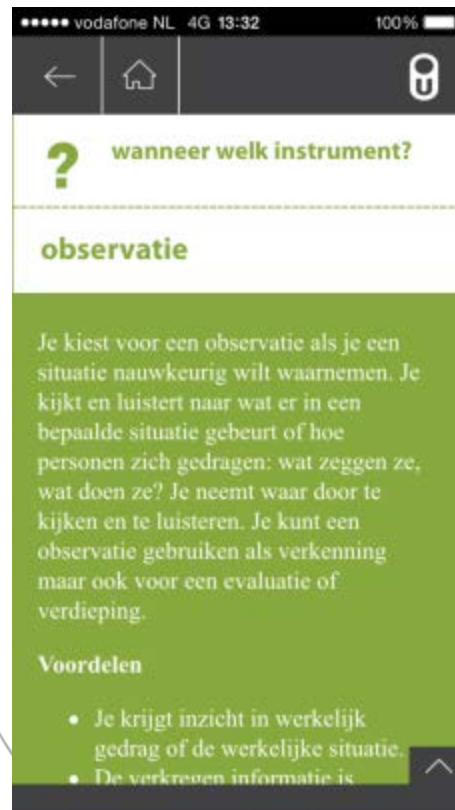 vodafone NL 4G 13:32 100%
?
wanneer welk instrument?
observatie
Je kiest voor een observatie als je een
situatie nauwkeurig wilt waarnemen. Je
kijkt en luistert naar wat er in een
bepaalde situatie gebeurt of hoe
personen zich gedragen: wat zeggen ze,
wat doen ze? Je neemt waar door te
kijken en te luisteren. Je kunt een
observatie gebruiken als verkenning
maar ook voor een evaluatie of
verdieping.
Voordelen
• Je krijgt inzicht in werkelijk
gedrag of de werkelijke situatie.
• De verkregen informatie is